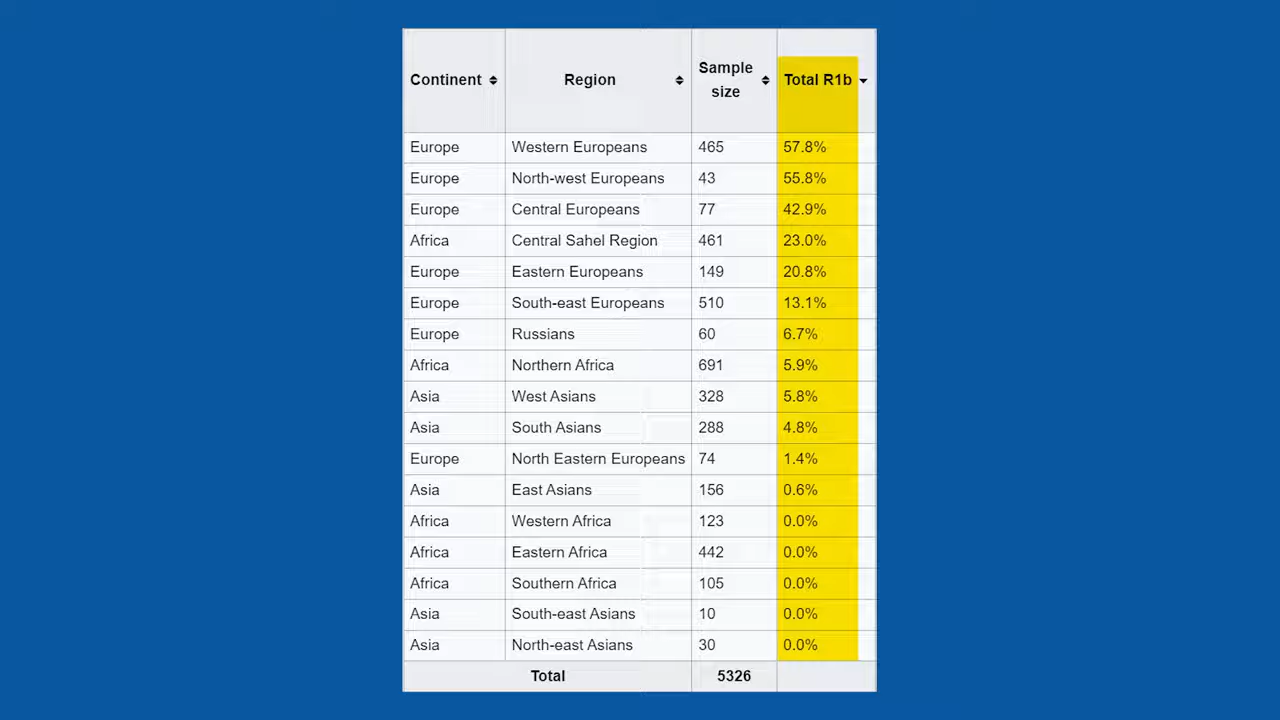 Continent Region Sample size Total R1b
Europe Western Europeans 465 57.8%
Europe North-west Europeans 43 55.8%
Europe Central Europeans 77 42.9%
Africa Central Sahel Region 461 23.0%
Europe Eastern Europeans 149 20.8%
Europe South-east Europeans 510 13.1%
Europe Russians 60 6.7%
Africa Northern Africa 691 5.9%
Asia West Asians 328 5.8%
Asia South Asians 288 4.8%
Europe North Eastern Europeans 74 1.4%
Asia East Asians 156 0.6%
Africa Western Africa 123 0.0%
Africa Eastern Africa 442 0.0%
Africa Southern Africa 105 0.0%
Asia South-east Asians 10 0.0%
Asia North-east Asians 30 0.0%
Total 5326